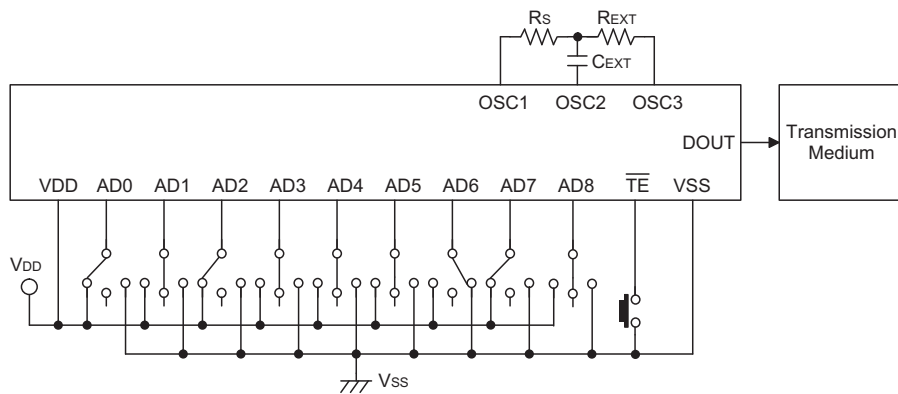 RS REXT
CEXT
OSC1 OSC2 OSC3
DOUT
Transmission
Medium
VDD AD0 AD1 AD2 AD3 AD4 AD5 AD6 AD7 AD8 T̅E̅ VSS
VDD
VSS